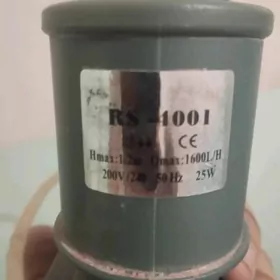 RS -4001
CE
Hmax:1.2m Qmax:1600L/H
200V/240 50Hz 25W